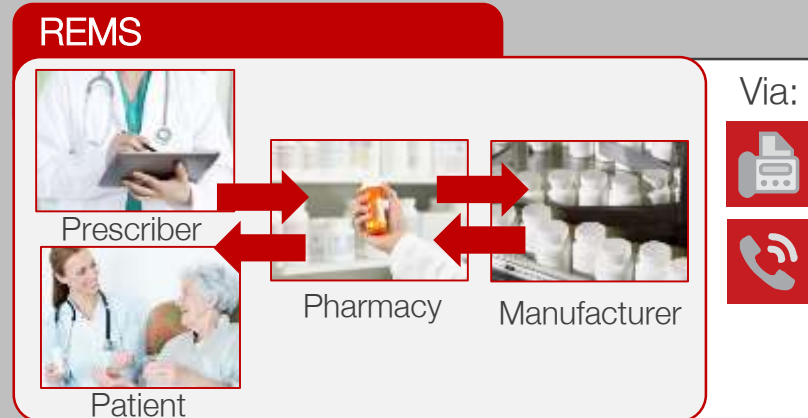 REMS
Via:
Prescriber
Pharmacy
Manufacturer
Patient